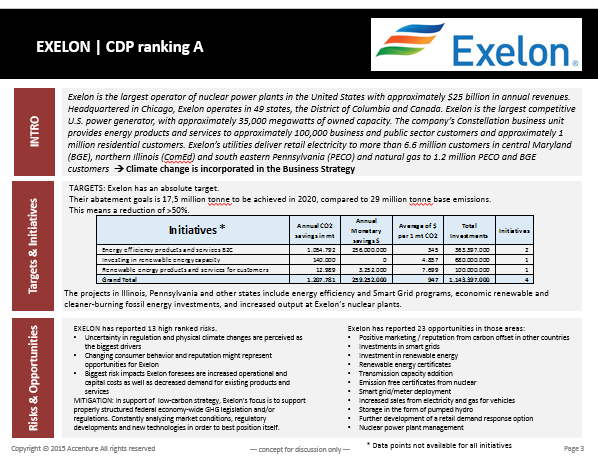 EXELON | CDP ranking A
Exelon®
INTRO
Exelon is the largest operator of nuclear power plants in the United States with approximately $25 billion in annual revenues.
Headquartered in Chicago, Exelon operates in 49 states, the District of Columbia and Canada. Exelon is the largest competitive
U.S. power generator, with approximately 35,000 megawatts of owned capacity. The company's Constellation business unit
provides energy products and services to approximately 100,000 business and public sector customers and approximately 1
million residential customers. Exelon's utilities deliver retail electricity to more than 6.6 million customers in central Maryland
(BGE), northern Illinois (ComEd) and south eastern Pennsylvania (PECO) and natural gas to 1.2 million PECO and BGE
customers → Climate change is incorporated in the Business Strategy
Targets & Initiatives
TARGETS: Exelon has an absolute target.
Their abatement goals is 17,5 million tonne to be achieved in 2020, compared to 29 million tonne base emissions.
This means a reduction of >50%.
Initiatives * Annual CO2 savings in mt Annual Monetary savings $ Average of $ per 1 mt CO2 Total Investments Initiatives
Energy efficiency products and services B2C 1.054.792 256.000.000 345 363.397.000 2
Investing in renewable energy capacity 140.000 0 4.857 680.000.000 1
Renewable energy products and services for customers 12.989 3.252.000 7.699 100.000.000 1
Grand Total 1.207.781 259.252.000 947 1.143.397.000 4
The projects in Illinois, Pennsylvania and other states include energy efficiency and Smart Grid programs, economic renewable and
cleaner-burning fossil energy investments, and increased output at Exelon's nuclear plants.
Risks & Opportunities
EXELON has reported 13 high ranked risks.
• Uncertainty in regulation and physical climate changes are perceived as
the biggest drivers
• Changing consumer behavior and reputation might represent
opportunities for Exelon
• Biggest risk impacts Exelon foresees are increased operational and
capital costs as well as decreased demand for existing products and
services
MITIGATION: In support of low-carbon strategy, Exelon's focus is to support
properly structured federal economy-wide GHG legislation and/or
regulations. Constantly analyzing market conditions, regulatory
developments and new technologies in order to best position itself.
Exelon has reported 23 opportunities in those areas:
• Positive marketing / reputation from carbon offset in other countries
• Investments in smart grids
• Investment in renewable energy
• Renewable energy certificates
• Transmission capacity addition
• Emission free certificates from nuclear
• Smart grid/meter deployment
• Increased sales from electricity and gas for vehicles
• Storage in the form of pumped hydro
• Further development of a retail demand response option
• Nuclear power plant management
* Data points not available for all initiatives
Copyright © 2015 Accenture All rights reserved
--- concept for discussion only ---
Page 3